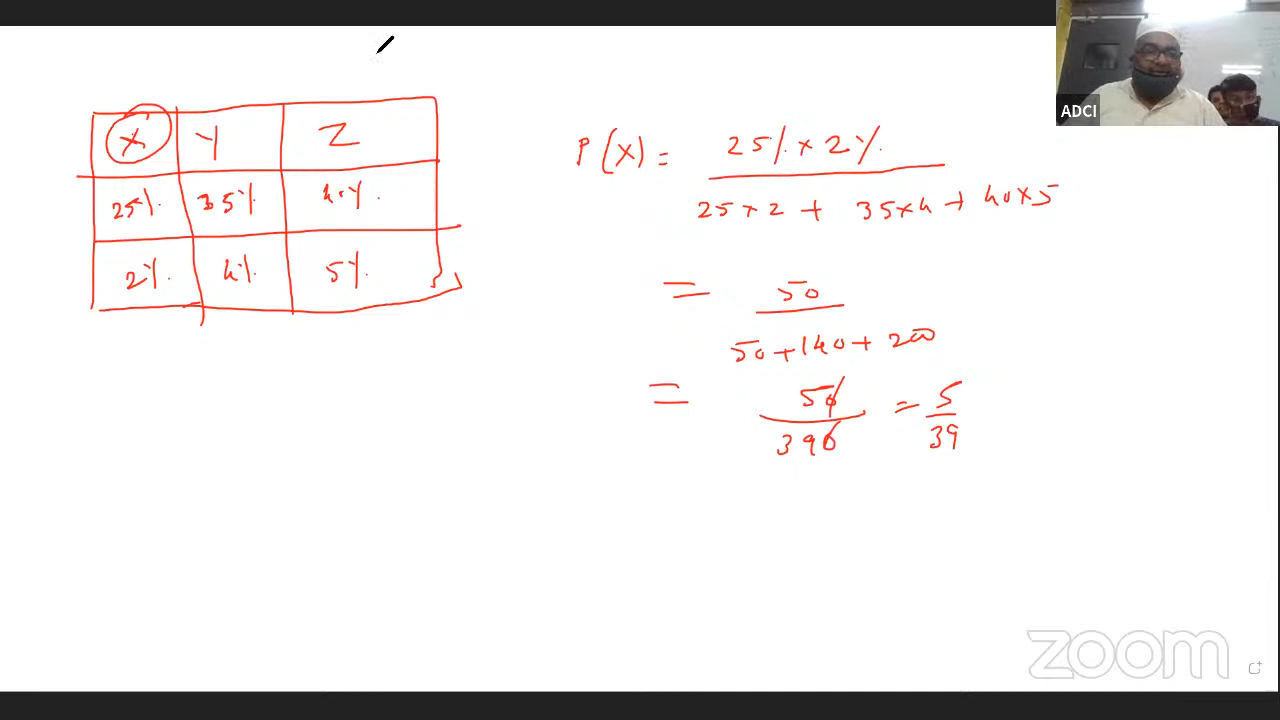 ADCI
X Y Z
25% 35% 40%
2% 4% 5%
P(X) = 25% × 2%
25 × 2 + 35 × 4 + 40 × 5
= 50
50 + 140 + 200
= 50
390
= 5
39
zoom